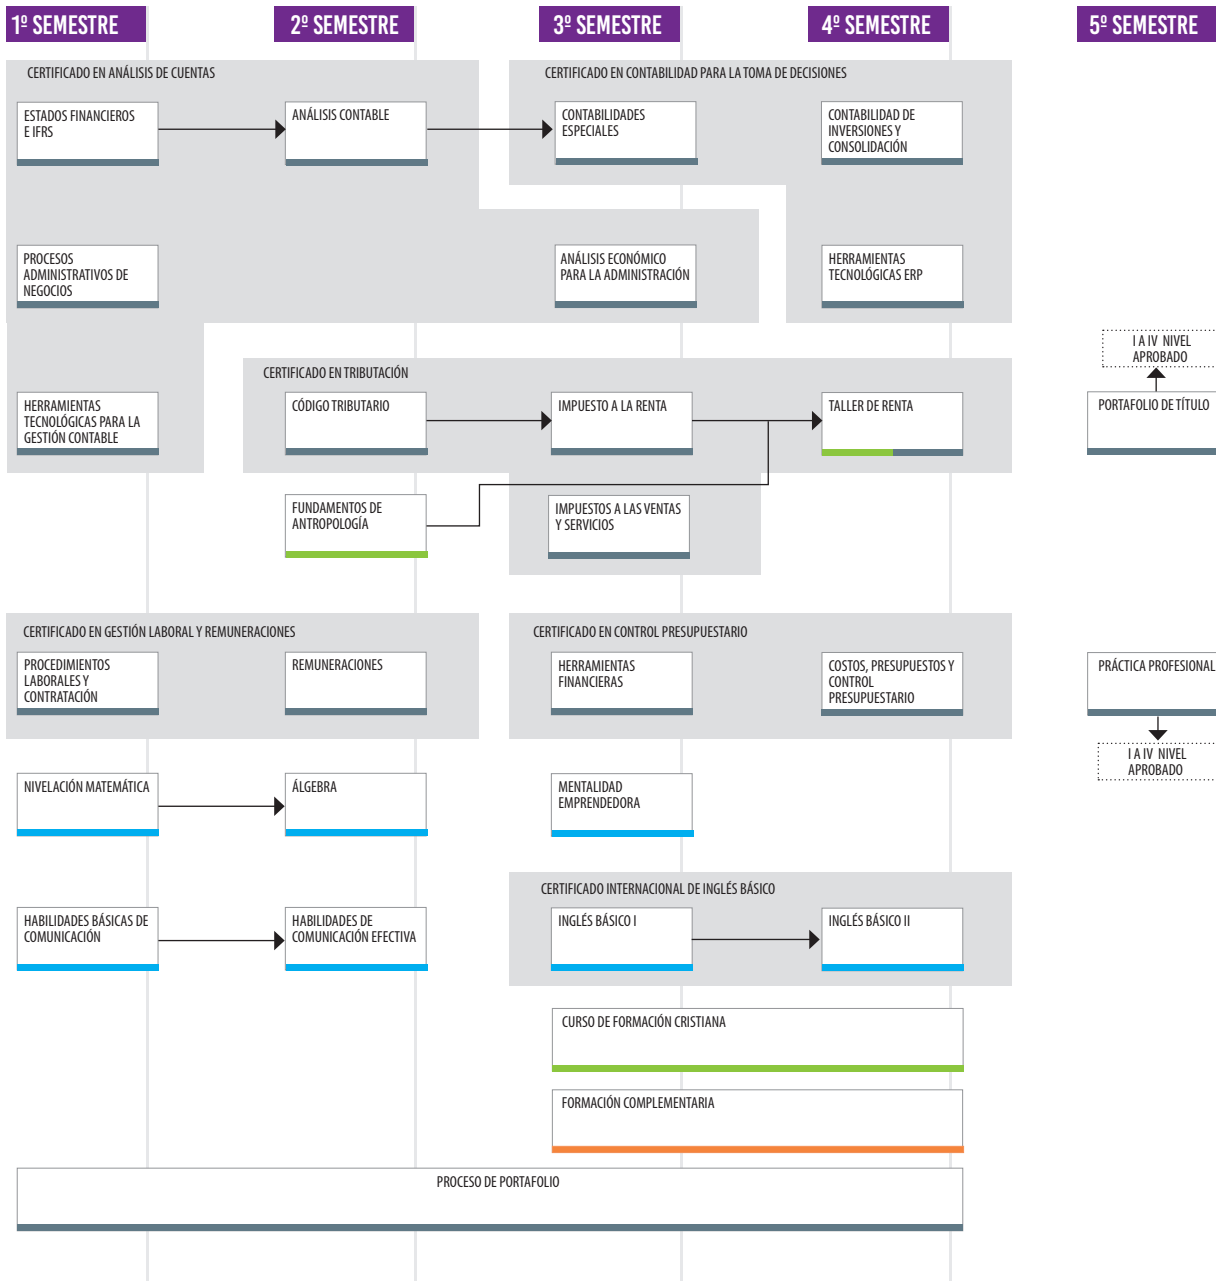 1º SEMESTRE
2º SEMESTRE
3º SEMESTRE
4º SEMESTRE
5º SEMESTRE
CERTIFICADO EN ANÁLISIS DE CUENTAS
CERTIFICADO EN CONTABILIDAD PARA LA TOMA DE DECISIONES
ESTADOS FINANCIEROS
E IFRS
ANÁLISIS CONTABLE
CONTABILIDADES
ESPECIALES
CONTABILIDAD DE
INVERSIONES Y
CONSOLIDACIÓN
PROCESOS
ADMINISTRATIVOS DE
NEGOCIOS
ANÁLISIS ECONÓMICO
PARA LA ADMINISTRACIÓN
HERRAMIENTAS
TECNOLÓGICAS ERP
I A IV NIVEL
APROBADO
CERTIFICADO EN TRIBUTACIÓN
HERRAMIENTAS
TECNOLÓGICAS PARA LA
GESTIÓN CONTABLE
CÓDIGO TRIBUTARIO
IMPUESTO A LA RENTA
TALLER DE RENTA
PORTAFOLIO DE TÍTULO
FUNDAMENTOS DE
ANTROPOLOGÍA
IMPUESTOS A LAS VENTAS
Y SERVICIOS
CERTIFICADO EN GESTIÓN LABORAL Y REMUNERACIONES
CERTIFICADO EN CONTROL PRESUPUESTARIO
PROCEDIMIENTOS
LABORALES Y
CONTRATACIÓN
REMUNERACIONES
HERRAMIENTAS
FINANCIERAS
COSTOS, PRESUPUESTOS Y
CONTROL
PRESUPUESTARIO
PRÁCTICA PROFESIONAL
I A IV NIVEL
APROBADO
NIVELACIÓN MATEMÁTICA
ÁLGEBRA
MENTALIDAD
EMPRENDEDORA
CERTIFICADO INTERNACIONAL DE INGLÉS BÁSICO
HABILIDADES BÁSICAS DE
COMUNICACIÓN
HABILIDADES DE
COMUNICACIÓN EFECTIVA
INGLÉS BÁSICO I
INGLÉS BÁSICO II
CURSO DE FORMACIÓN CRISTIANA
FORMACIÓN COMPLEMENTARIA
PROCESO DE PORTAFOLIO